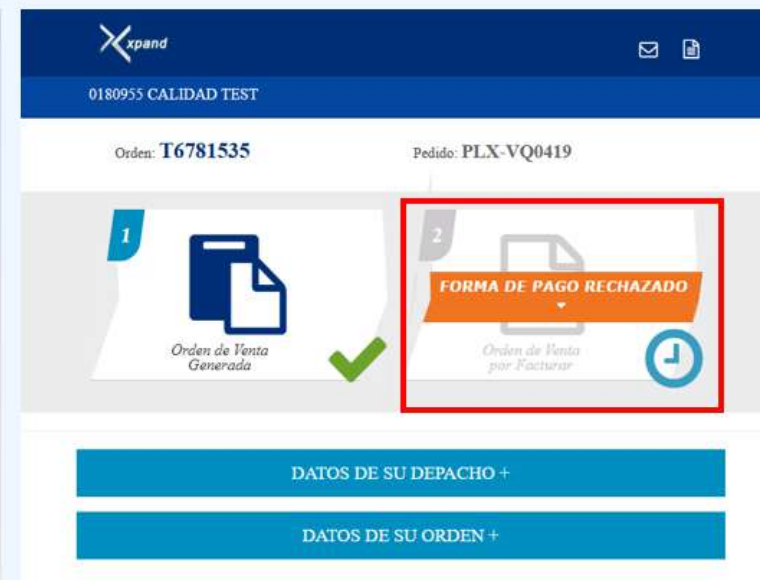 xpand
0180955 CALIDAD TEST
Orden: T6781535
Pedido: PLX-VQ0419
1
Orden de Venta
Generada
2
FORMA DE PAGO RECHAZADO
Orden de Venta
por Facturar
DATOS DE SU DEPACHO +
DATOS DE SU ORDEN +